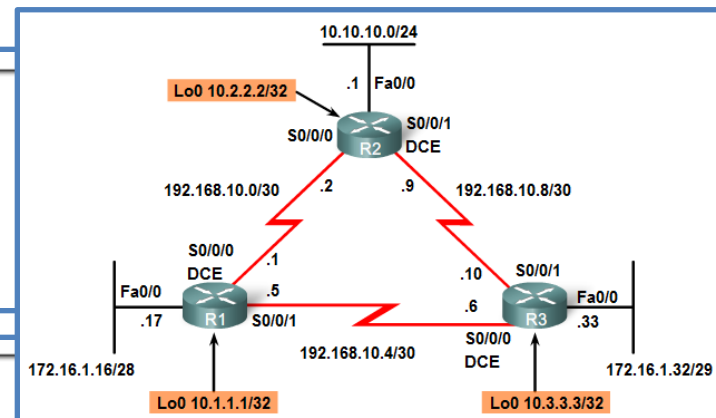 10.10.10.0/24
.1 Fa0/0
Lo0 10.2.2.2/32
S0/0/0
S0/0/1
R2
DCE
.2
.9
192.168.10.0/30
192.168.10.8/30
S0/0/0
DCE
.1
.10
S0/0/1
Fa0/0
.5
.6
Fa0/0
.17
R1
S0/0/1
R3
.33
192.168.10.4/30
S0/0/0
DCE
172.16.1.16/28
172.16.1.32/29
Lo0 10.1.1.1/32
Lo0 10.3.3.3/32